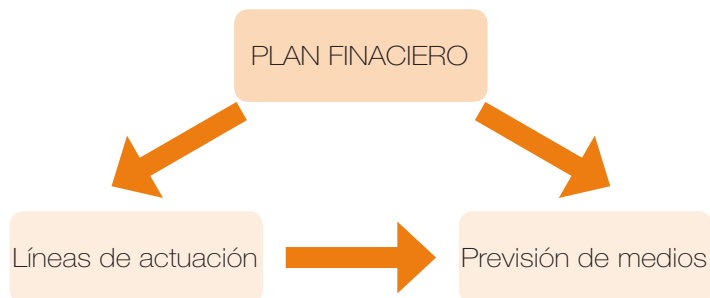 PLAN FINACIERO
Líneas de actuación
Previsión de medios